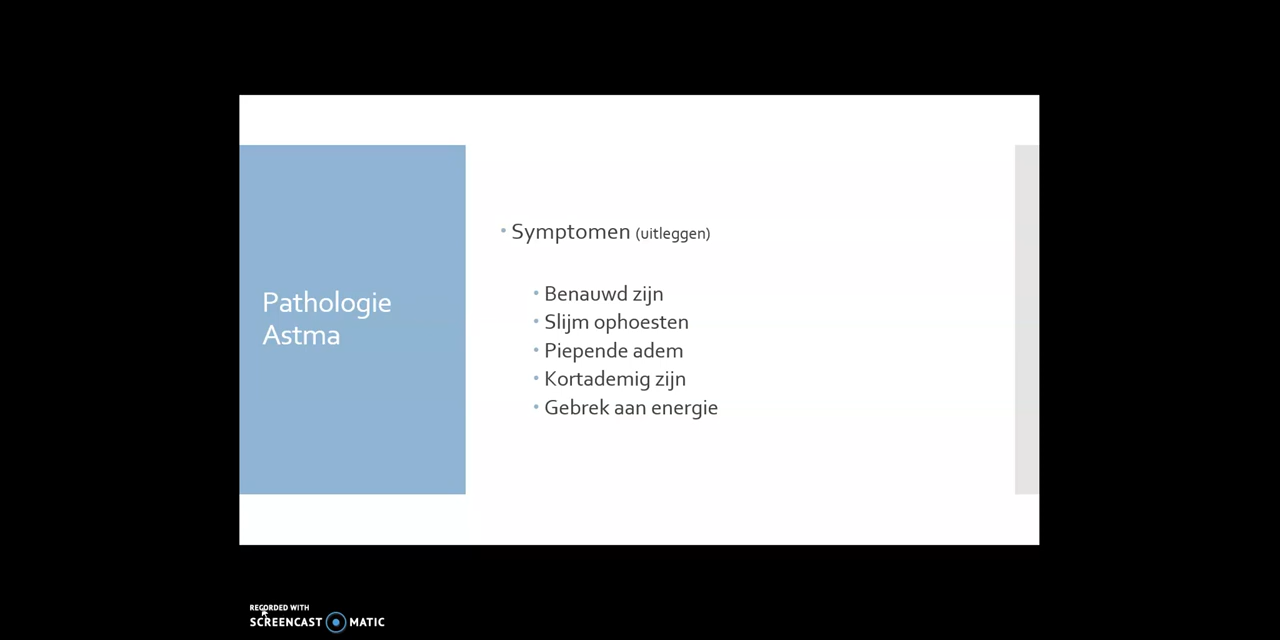 Pathologie
Astma
• Symptomen (uitleggen)
• Benauwd zijn
• Slijm ophoesten
• Piepende adem
• Kortademig zijn
• Gebrek aan energie
RECORDED WITH
SCREENCAST MATIC